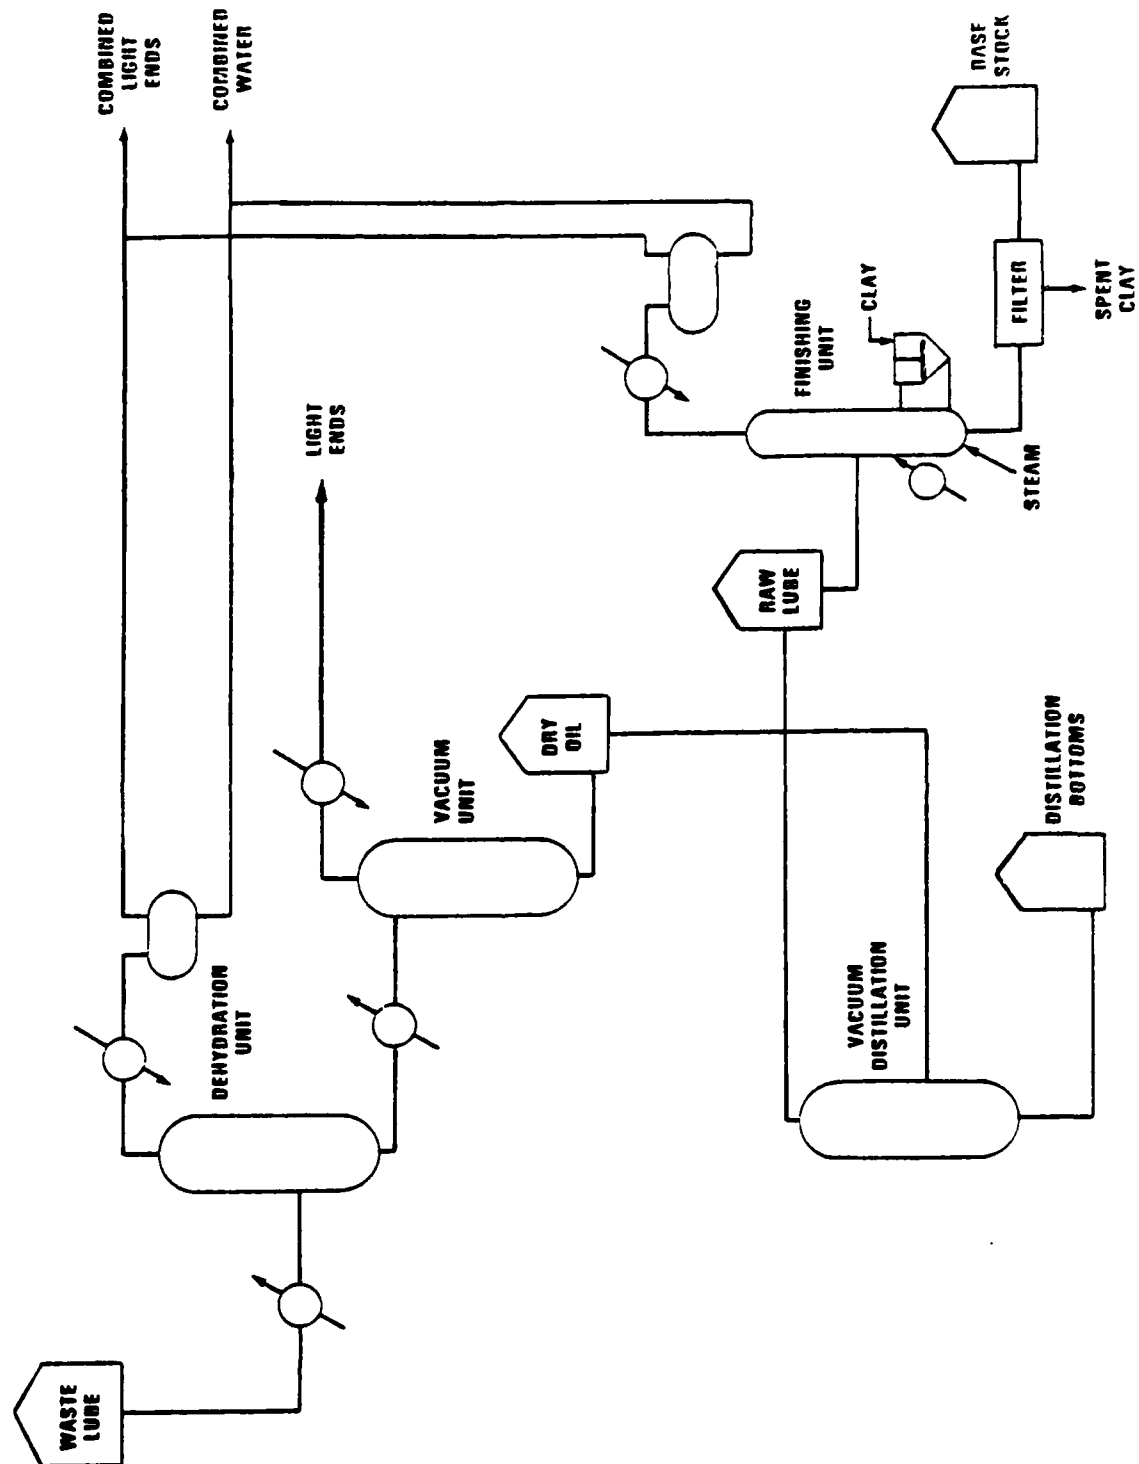 WASTE
LUBE
DEHYDRATION
UNIT
COMBINED
LIGHT
ENDS
COMBINED
WATER
VACUUM
UNIT
LIGHT
ENDS
DRY
OIL
VACUUM
DISTILLATION
UNIT
DISTILLATION
BOTTOMS
RAW
LUBE
FINISHING
UNIT
CLAY
STEAM
FILTER
SPENT
CLAY
BASE
STOCK